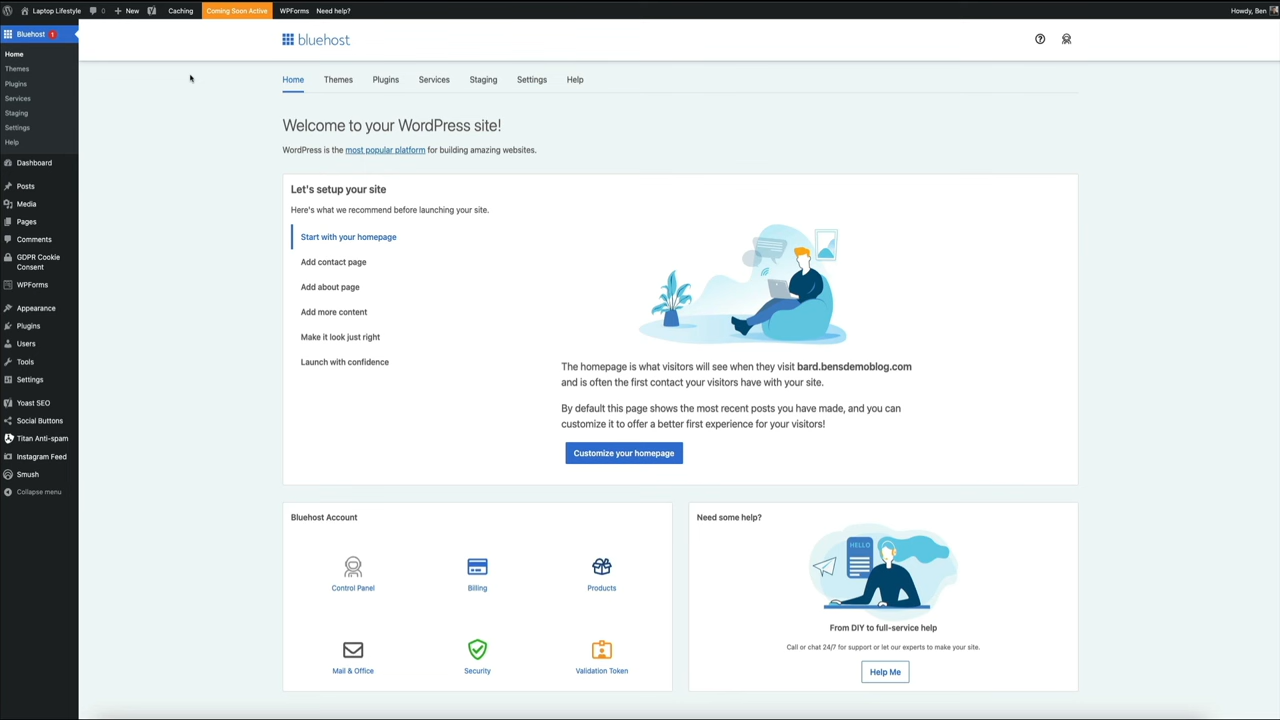 Laptop Lifestyle
0
New
Caching
Coming Soon Active
WPForms
Need help?
Howdy, Ben
Bluehost 1
Home
Themes
Plugins
Services
Staging
Settings
Help
Dashboard
Posts
Media
Pages
Comments
GDPR Cookie
Consent
WPForms
Appearance
Plugins
Users
Tools
Settings
Yoast SEO
Social Buttons
Titan Anti-spam
Instagram Feed
Smush
Collapse menu
bluehost
Home
Themes
Plugins
Services
Staging
Settings
Help
Welcome to your WordPress site!
WordPress is the most popular platform for building amazing websites.
Let's setup your site
Here's what we recommend before launching your site.
Start with your homepage
Add contact page
Add about page
Add more content
Make it look just right
Launch with confidence
The homepage is what visitors will see when they visit bard.bensdemoblog.com
and is often the first contact your visitors have with your site.
By default this page shows the most recent posts you have made, and you can
customize it to offer a better first experience for your visitors!
Customize your homepage
Bluehost Account
Control Panel
Billing
Products
Mail & Office
Security
Validation Token
Need some help?
HELLO
From DIY to full-service help
Call or chat 24/7 for support or let our experts to make your site.
Help Me